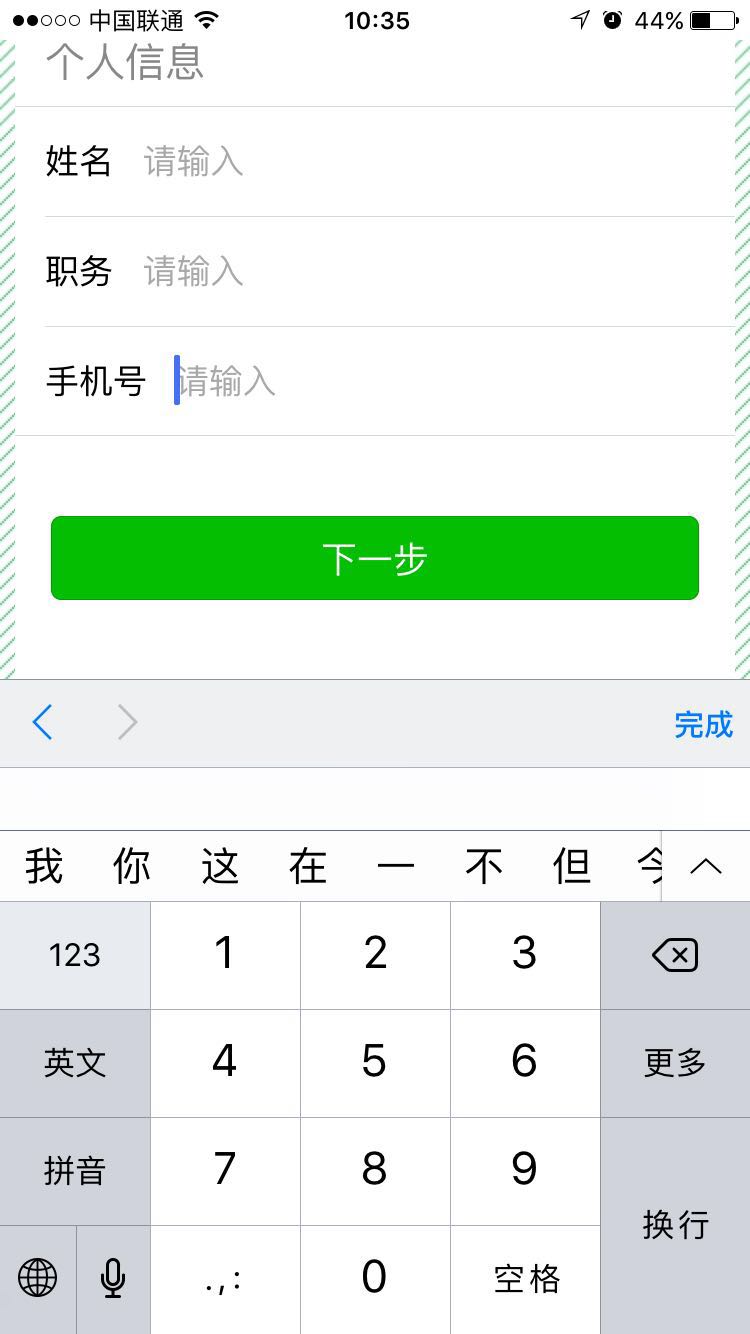 中国联通 10:35 44%
个人信息
姓名 请输入
职务 请输入
手机号 请输入
下一步
完成
我 你 这 在 一 不 但
123 1 2 3
英文 4 5 6 更多
拼音 7 8 9
换行
.,: 0 空格